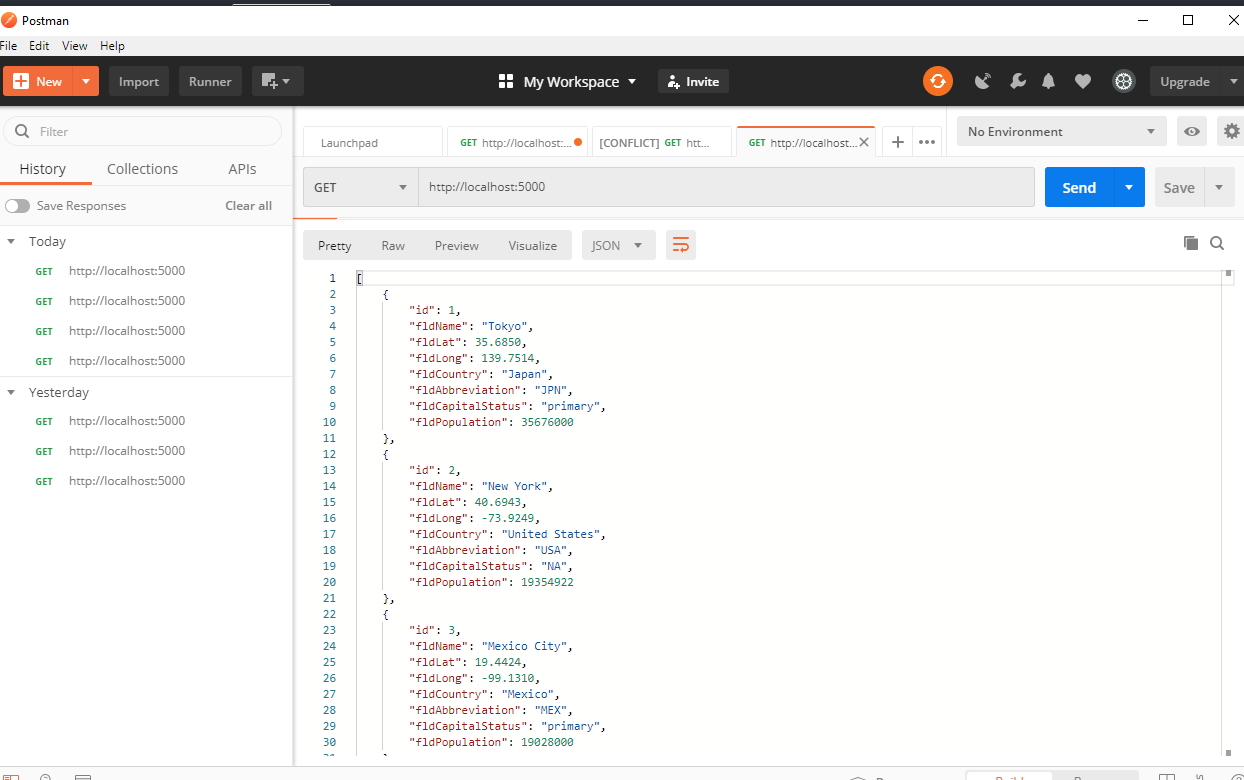 Postman
File Edit View Help
New Import Runner My Workspace Invite Upgrade
Filter
History Collections APIs
Save Responses Clear all
Today
GET http://localhost:5000
GET http://localhost:5000
GET http://localhost:5000
GET http://localhost:5000
Yesterday
GET http://localhost:5000
GET http://localhost:5000
GET http://localhost:5000
Launchpad GET http://localhost:... [CONFLICT] GET htt... GET http://localhost... No Environment
GET http://localhost:5000 Send Save
Pretty Raw Preview Visualize JSON
1 [
2 {
3 "id": 1,
4 "fldName": "Tokyo",
5 "fldLat": 35.6850,
6 "fldLong": 139.7514,
7 "fldCountry": "Japan",
8 "fldAbbreviation": "JPN",
9 "fldCapitalStatus": "primary",
10 "fldPopulation": 35676000
11 },
12 {
13 "id": 2,
14 "fldName": "New York",
15 "fldLat": 40.6943,
16 "fldLong": -73.9249,
17 "fldCountry": "United States",
18 "fldAbbreviation": "USA",
19 "fldCapitalStatus": "NA",
20 "fldPopulation": 19354922
21 },
22 {
23 "id": 3,
24 "fldName": "Mexico City",
25 "fldLat": 19.4424,
26 "fldLong": -99.1310,
27 "fldCountry": "Mexico",
28 "fldAbbreviation": "MEX",
29 "fldCapitalStatus": "primary",
30 "fldPopulation": 19028000